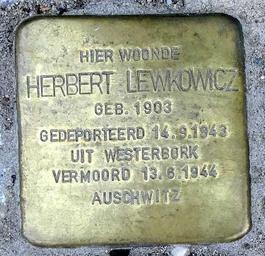 HIER WOONDE
HERBERT LEWKOWICZ
GEB. 1903
GEDEPORTEERD 14.9.1943
UIT WESTERBORK
VERMOORD 13.6.1944
AUSCHWITZ